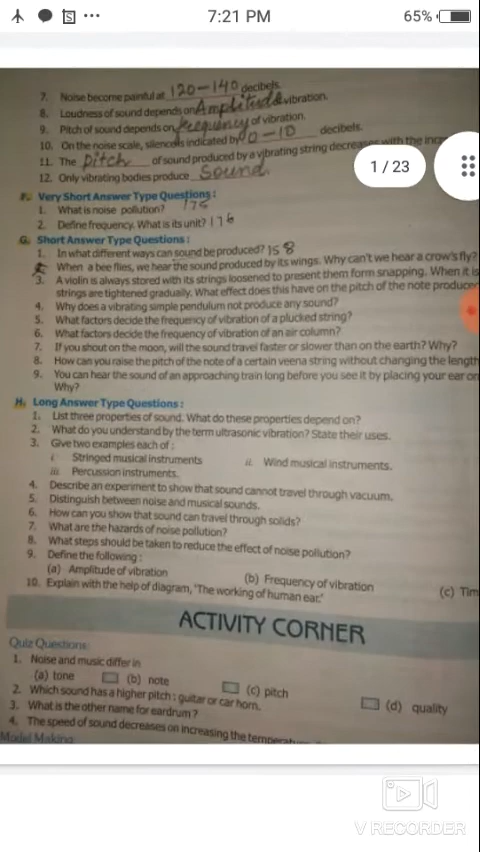 7:21 PM
65%
7. Noise become painful at 120-140 decibels.
8. Loudness of sound depends on Amplitude vibration.
9. Pitch of sound depends on frequency of vibration.
10. On the noise scale, silence is indicated by 0-10 decibels.
11. The pitch of sound produced by a vibrating string decreases with the incr
12. Only vibrating bodies produce sound.
1 / 23
F. Very Short Answer Type Questions:
1. What is noise pollution? 175
2. Define frequency. What is its unit? 176
G. Short Answer Type Questions:
1. In what different ways can sound be produced? 158
When a bee flies, we hear the sound produced by its wings. Why can't we hear a crow's fly?
3. A violin is always stored with its strings loosened to present them form snapping. When it is
strings are tightened gradually. What effect does this have on the pitch of the note produced
4. Why does a vibrating simple pendulum not produce any sound?
5. What factors decide the frequency of vibration of a plucked string?
6. What factors decide the frequency of vibration of an air column?
7. If you shout on the moon, will the sound travel faster or slower than on the earth? Why?
8. How can you raise the pitch of the note of a certain veena string without changing the length
9. You can hear the sound of an approaching train long before you see it by placing your ear on
Why?
H. Long Answer Type Questions:
1. List three properties of sound. What do these properties depend on?
2. What do you understand by the term ultrasonic vibration? State their uses.
3. Give two examples each of:
i. Stringed musical instruments ii. Wind musical instruments.
iii. Percussion instruments.
4. Describe an experiment to show that sound cannot travel through vacuum.
5. Distinguish between noise and musical sounds.
6. How can you show that sound can travel through solids?
7. What are the hazards of noise pollution?
8. What steps should be taken to reduce the effect of noise pollution?
9. Define the following:
(a) Amplitude of vibration (b) Frequency of vibration (c) Tim
10. Explain with the help of diagram, "The working of human ear."
ACTIVITY CORNER
Quiz Questions:
1. Noise and music differ in
(a) tone (b) note (c) pitch (d) quality
2. Which sound has a higher pitch: guitar or car horn.
3. What is the other name for eardrum?
4. The speed of sound decreases on increasing the temperatu
Model Making
V RECORDER